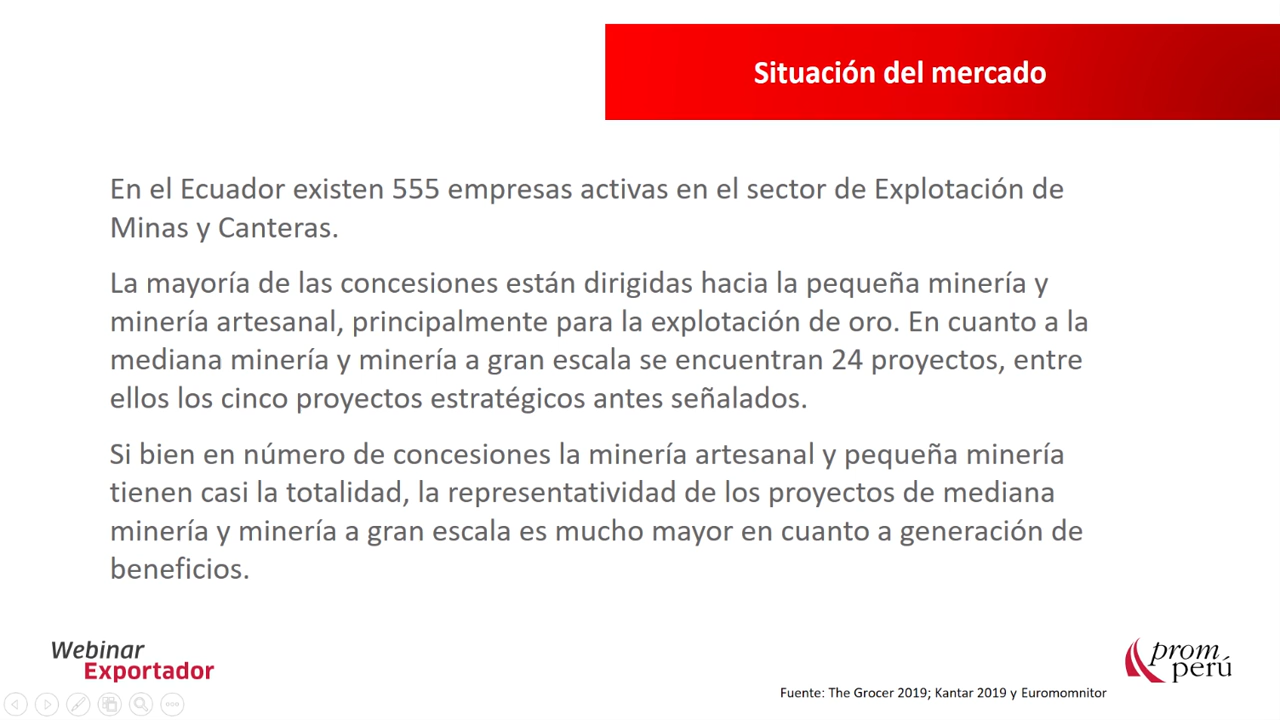 Situación del mercado
En el Ecuador existen 555 empresas activas en el sector de Explotación de
Minas y Canteras.
La mayoría de las concesiones están dirigidas hacia la pequeña minería y
minería artesanal, principalmente para la explotación de oro. En cuanto a la
mediana minería y minería a gran escala se encuentran 24 proyectos, entre
ellos los cinco proyectos estratégicos antes señalados.
Si bien en número de concesiones la minería artesanal y pequeña minería
tienen casi la totalidad, la representatividad de los proyectos de mediana
minería y minería a gran escala es mucho mayor en cuanto a generación de
beneficios.
Webinar
Exportador
prom
perú
Fuente: The Grocer 2019; Kantar 2019 y Euromomnitor